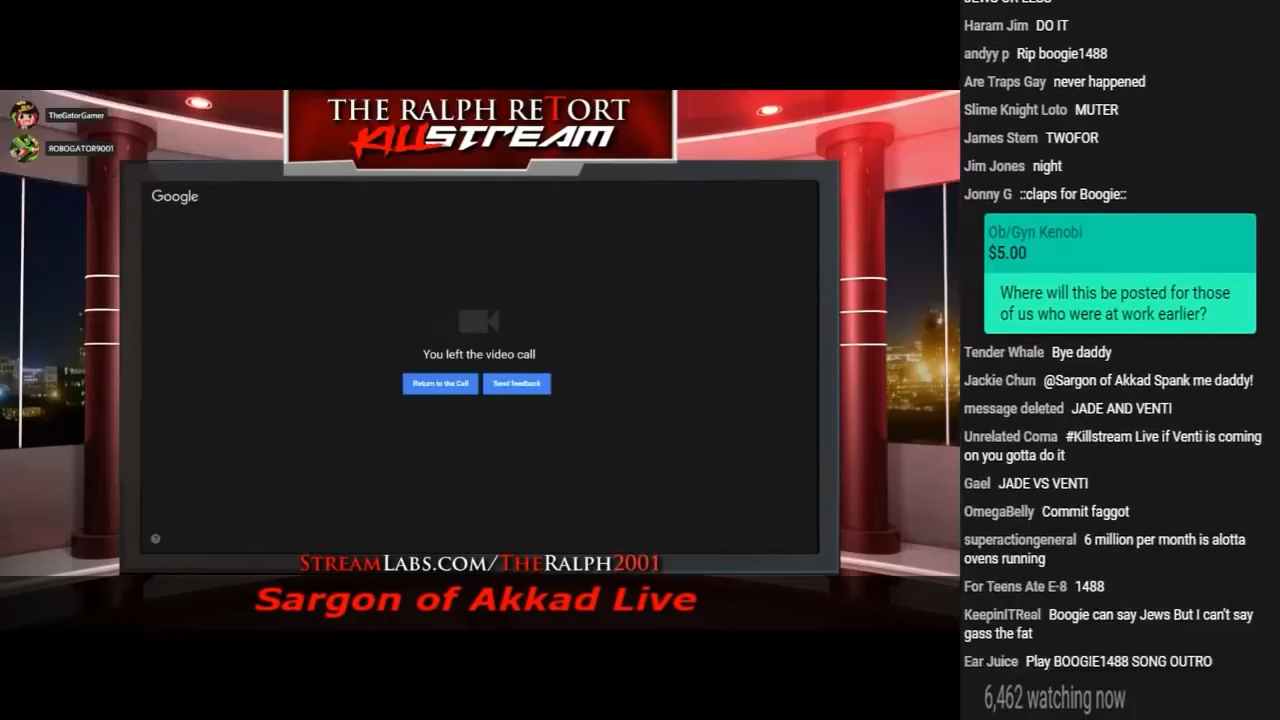 JEWS OR LESS
Haram Jim DO IT
andyy p Rip boogie1488
Are Traps Gay never happened
Slime Knight Loto MUTER
James Stern TWOFOR
Jim Jones night
Jonny G ::claps for Boogie::
Ob/Gyn Kenobi
$5.00
Where will this be posted for those
of us who were at work earlier?
Tender Whale Bye daddy
Jackie Chun @Sargon of Akkad Spank me daddy!
message deleted JADE AND VENTI
Unrelated Coma #Killstream Live if Venti is coming
on you gotta do it
Gael JADE VS VENTI
OmegaBelly Commit faggot
superactiongeneral 6 million per month is alotta
ovens running
For Teens Ate E-8 1488
KeepinITReal Boogie can say Jews But I can't say
gass the fat
Ear Juice Play BOOGIE1488 SONG OUTRO
6,462 watching now
TheGatorGamer
ROBOGATOR9001
THE RALPH RETORT
KILLSTREAM
Google
You left the video call
Return to the Call
Send feedback
STREAMLABS.COM/THERALPH2001
Sargon of Akkad Live